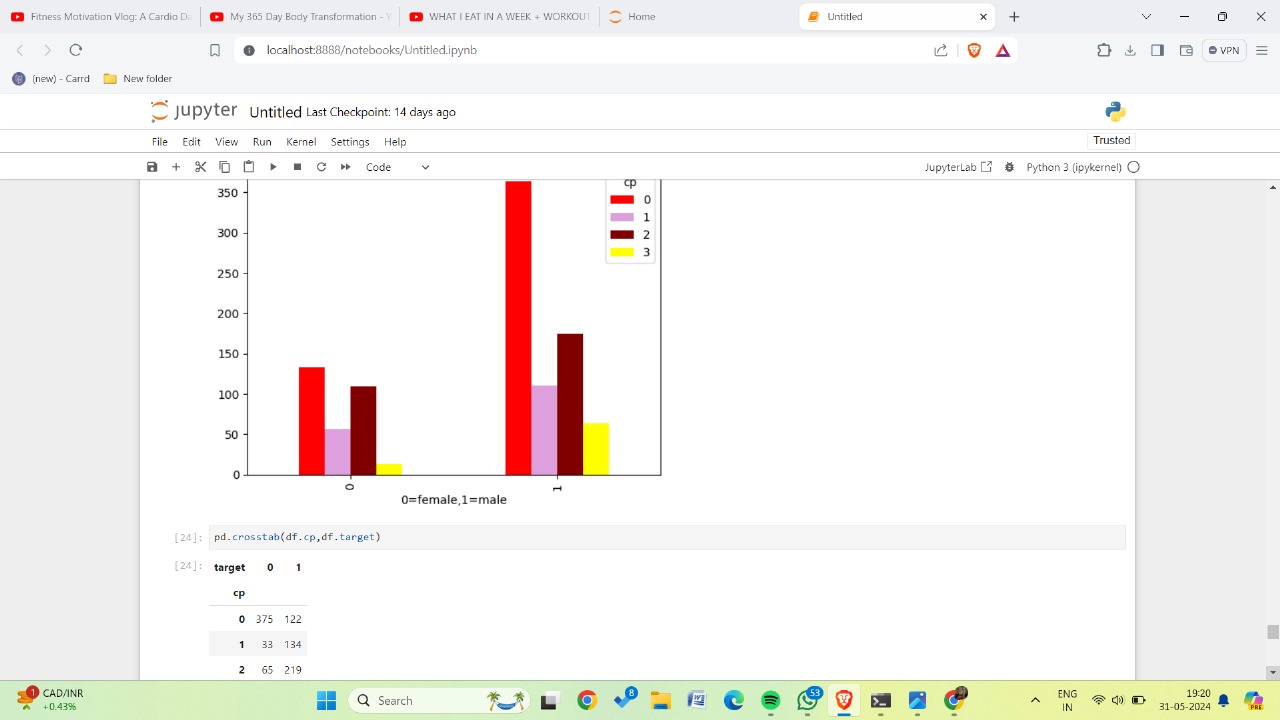 Fitness Motivation Vlog: A Cardio Da
My 365 Day Body Transformation - Y
WHAT I EAT IN A WEEK + WORKOUT
Home
Untitled
localhost:8888/notebooks/Untitled.ipynb
VPN
(new) - Carrd
New folder
jupyter Untitled Last Checkpoint: 14 days ago
File Edit View Run Kernel Settings Help
Trusted
Code
JupyterLab
Python 3 (ipykernel)
cp
0
1
2
3
350
300
250
200
150
100
50
0
0 1
0=female,1=male
[24]: pd.crosstab(df.cp,df.target)
[24]: target 0 1
cp
0 375 122
1 33 134
2 65 219
1
CAD/INR
+0.43%
Search
8
53
ENG
IN
19:20
31-05-2024
PRE